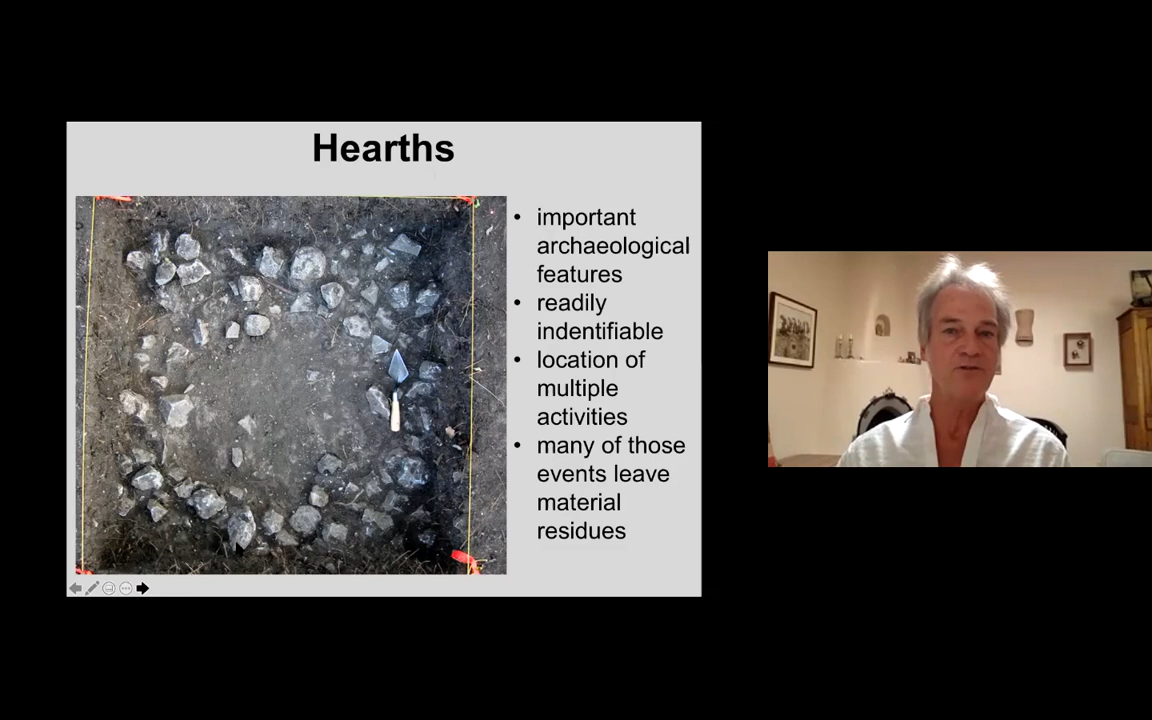 Hearths
• important
archaeological
features
• readily
indentifiable
• location of
multiple
activities
• many of those
events leave
material
residues